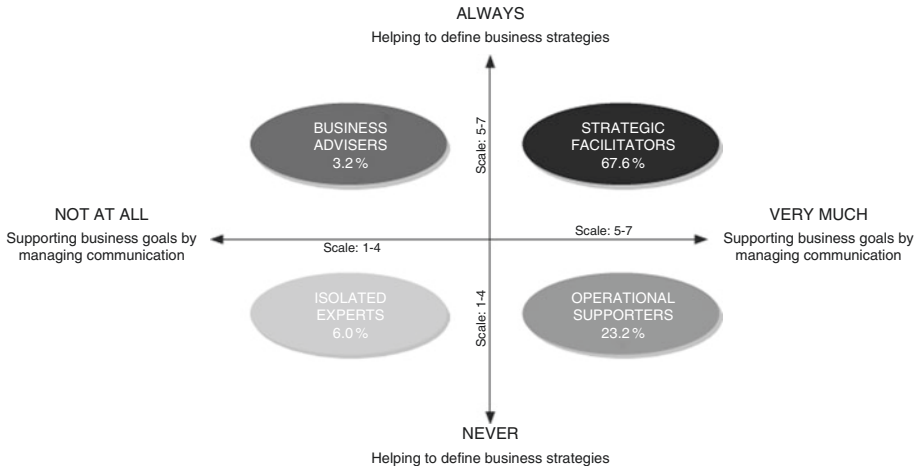 ALWAYS
Helping to define business strategies
BUSINESS
ADVISERS
3.2%
Scale: 5-7
STRATEGIC
FACILITATORS
67.6%
NOT AT ALL
Supporting business goals by
managing communication
Scale: 1-4
Scale: 5-7
VERY MUCH
Supporting business goals by
managing communication
ISOLATED
EXPERTS
6.0%
Scale: 1-4
OPERATIONAL
SUPPORTERS
23.2%
NEVER
Helping to define business strategies